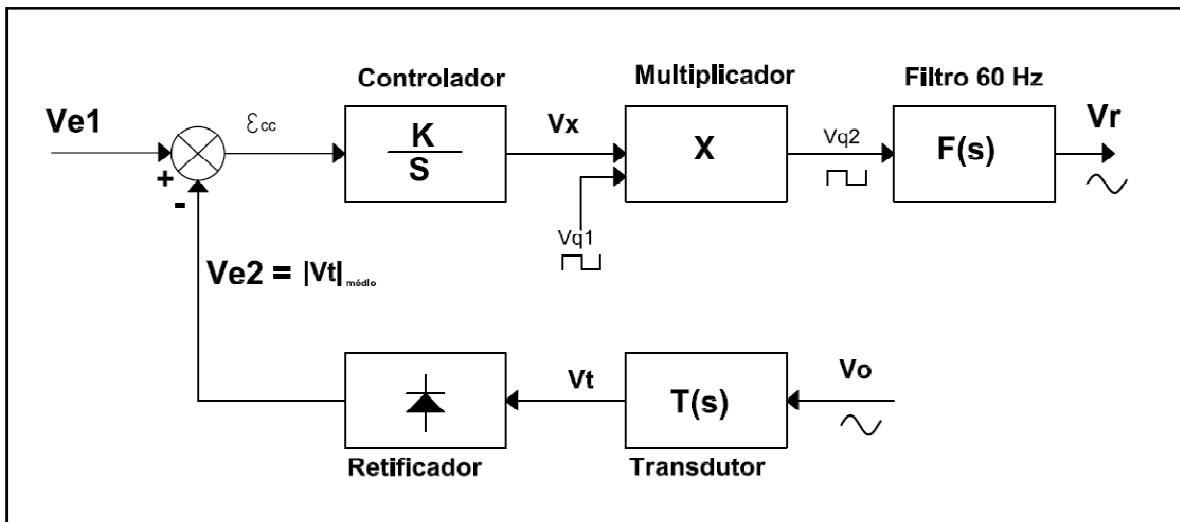 Controlador
Multiplicador
Filtro 60 Hz
Ve1
εcc
K
S
Vx
X
Vq2
F(s)
Vr
+
-
Vq1
Ve2 = |Vt| médio
Vt
T(s)
Vo
Retificador
Transdutor